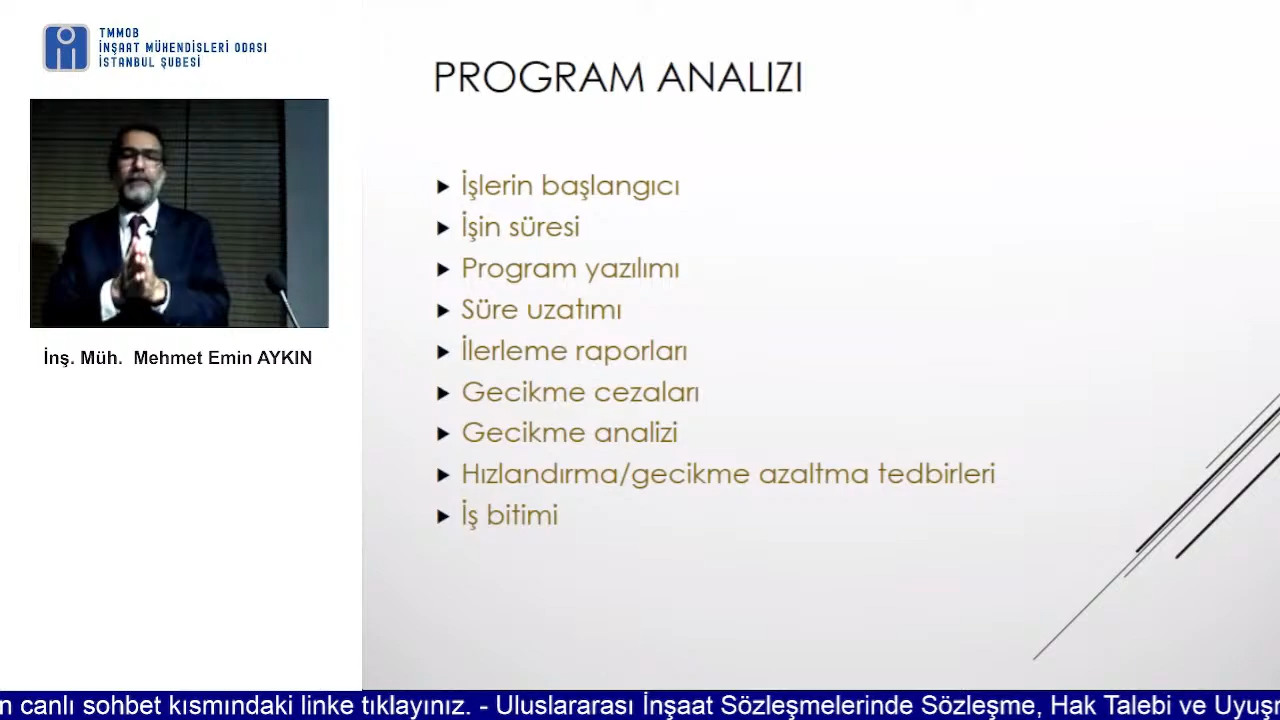 TMMOB
İNŞAAT MÜHENDİSLERİ ODASI
İSTANBUL ŞUBESİ
İnş. Müh. Mehmet Emin AYKIN
PROGRAM ANALIZI
İşlerin başlangıcı
İşin süresi
Program yazılımı
Süre uzatımı
İlerleme raporları
Gecikme cezaları
Gecikme analizi
Hızlandırma/gecikme azaltma tedbirleri
İş bitimi
n canlı sohbet kısmındaki linke tıklayınız. - Uluslararası İnşaat Sözleşmelerinde Sözleşme, Hak Talebi ve Uyuşm